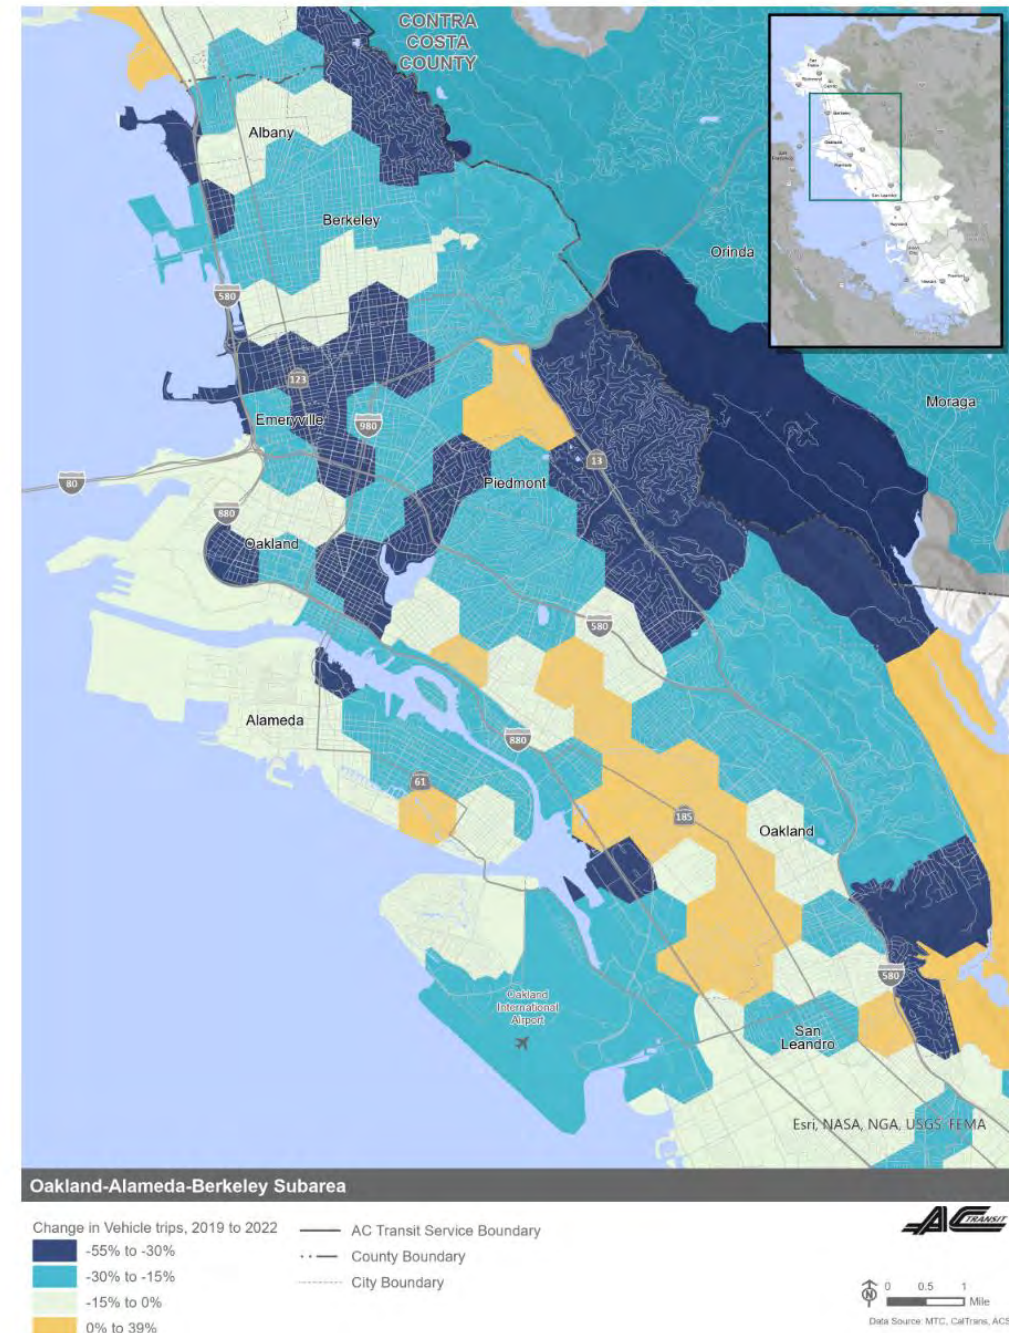 CONTRA
COSTA
COUNTY
Albany
Berkeley
Orinda
580
123
Emeryville
980
Moraga
13
80
Piedmont
880
Oakland
580
Alameda
880
61
185
Oakland
580
Oakland
International
Airport
San
Leandro
Esri, NASA, NGA, USGS, FEMA
Oakland-Alameda-Berkeley Subarea
Change in Vehicle trips, 2019 to 2022
-55% to -30%
-30% to -15%
-15% to 0%
0% to 39%
AC Transit Service Boundary
County Boundary
City Boundary
AC TRANSIT
N
0 0.5 1
Mile
Data Source: MTC, CalTrans, ACS